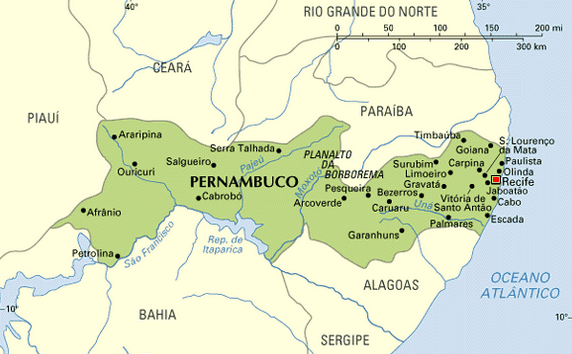 RIO GRANDE DO NORTE
35°
0 50 100 150 200 mi
0 50 100 200 300 km
CEARÁ
PIAUÍ
PARAÍBA
Araripina
Timbaúba
Goiana
S. Lourenço
da Mata
Serra Talhada
PLANALTO
DA
BORBOREMA
Salgueiro
Pajeú
Surubim
Carpina
Paulista
Ouricuri
Limoeiro
Olinda
PERNAMBUCO
Moxotó
Pesqueira
Gravatá
Recife
Bezerros
Jaboatão
Cabrobó
Arcoverde
Caruaru
Una
Vitória de
Santo Antão
Cabo
Afrânio
Palmares
Escada
São Francisco
Rep. de
Itaparica
Garanhuns
Petrolina
ALAGOAS
OCEANO
ATLÂNTICO
10°
BAHIA
10°
SERGIPE